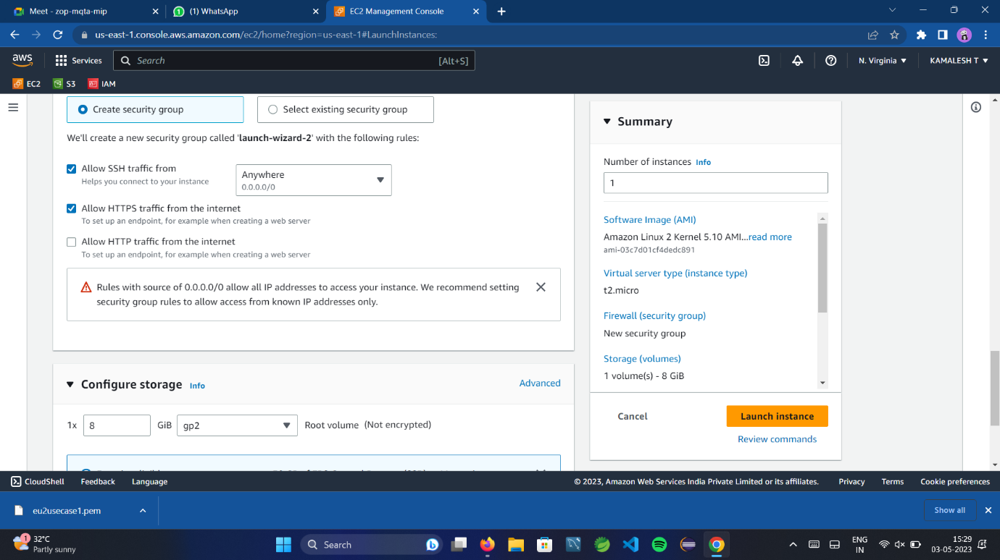 Meet - zop-mqta-mip
(1) WhatsApp
EC2 Management Console
us-east-1.console.aws.amazon.com/ec2/home?region=us-east-1#LaunchInstances:
aws
Services
Search
[Alt+S]
N. Virginia
KAMALESH T
EC2
S3
IAM
Create security group
Select existing security group
We'll create a new security group called 'launch-wizard-2' with the following rules:
Allow SSH traffic from
Helps you connect to your instance
Anywhere
0.0.0.0/0
Allow HTTPS traffic from the internet
To set up an endpoint, for example when creating a web server
Allow HTTP traffic from the internet
To set up an endpoint, for example when creating a web server
Rules with source of 0.0.0.0/0 allow all IP addresses to access your instance. We recommend setting
security group rules to allow access from known IP addresses only.
Configure storage Info
Advanced
1x
8
GiB
gp2
Root volume (Not encrypted)
Summary
Number of instances Info
1
Software Image (AMI)
Amazon Linux 2 Kernel 5.10 AMI...read more
ami-03c7d01cf4dedc891
Virtual server type (instance type)
t2.micro
Firewall (security group)
New security group
Storage (volumes)
1 volume(s) - 8 GiB
Cancel
Launch instance
Review commands
CloudShell
Feedback
Language
© 2023, Amazon Web Services India Private Limited or its affiliates.
Privacy
Terms
Cookie preferences
eu2usecase1.pem
Show all
1
32°C
Partly sunny
Search
ENG
IN
15:29
03-05-2023